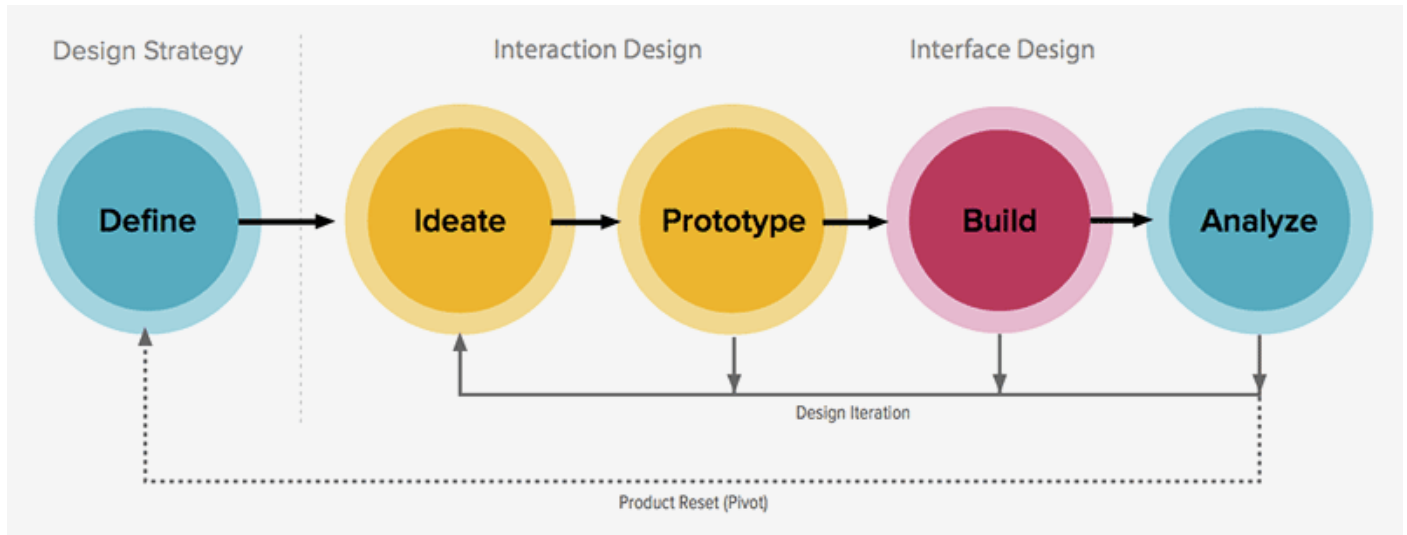 Design Strategy
Interaction Design
Interface Design
Define
Ideate
Prototype
Build
Analyze
Design Iteration
Product Reset (Pivot)